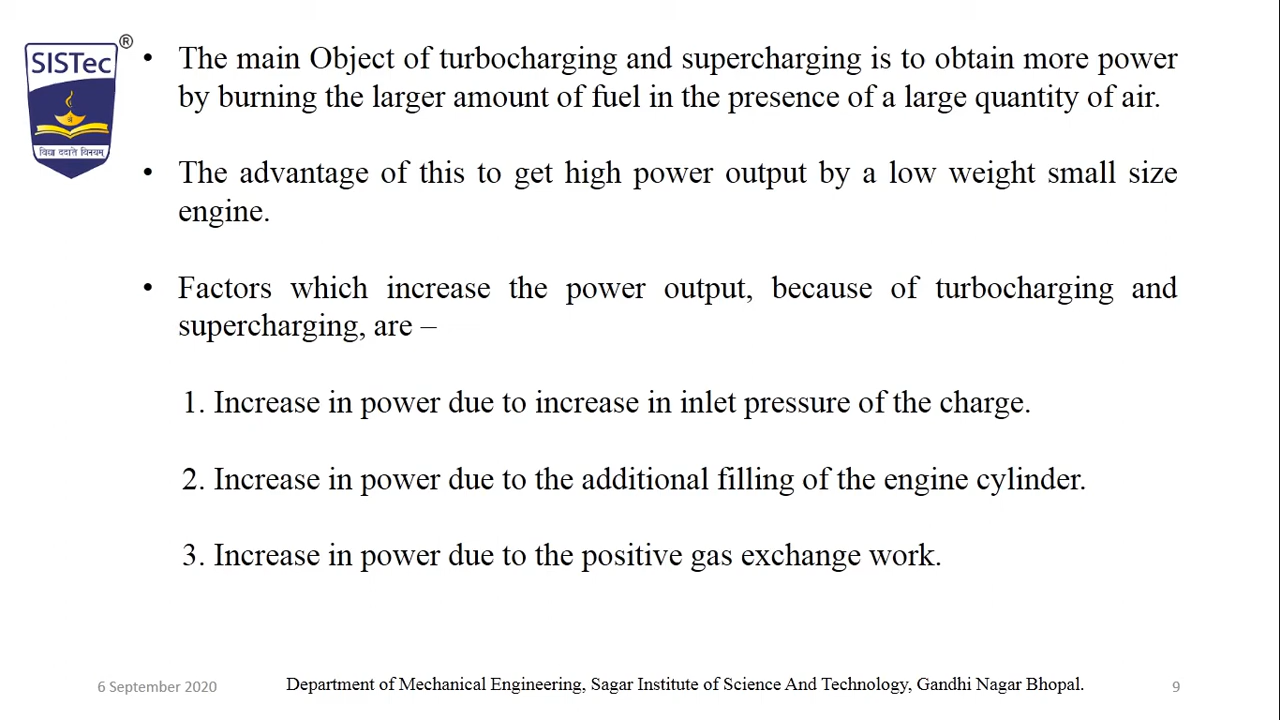 ®
SISTec
विद्या ददाति विनयम्
• The main Object of turbocharging and supercharging is to obtain more power
by burning the larger amount of fuel in the presence of a large quantity of air.
• The advantage of this to get high power output by a low weight small size
engine.
• Factors which increase the power output, because of turbocharging and
supercharging, are –
1. Increase in power due to increase in inlet pressure of the charge.
2. Increase in power due to the additional filling of the engine cylinder.
3. Increase in power due to the positive gas exchange work.
6 September 2020
Department of Mechanical Engineering, Sagar Institute of Science And Technology, Gandhi Nagar Bhopal.
9